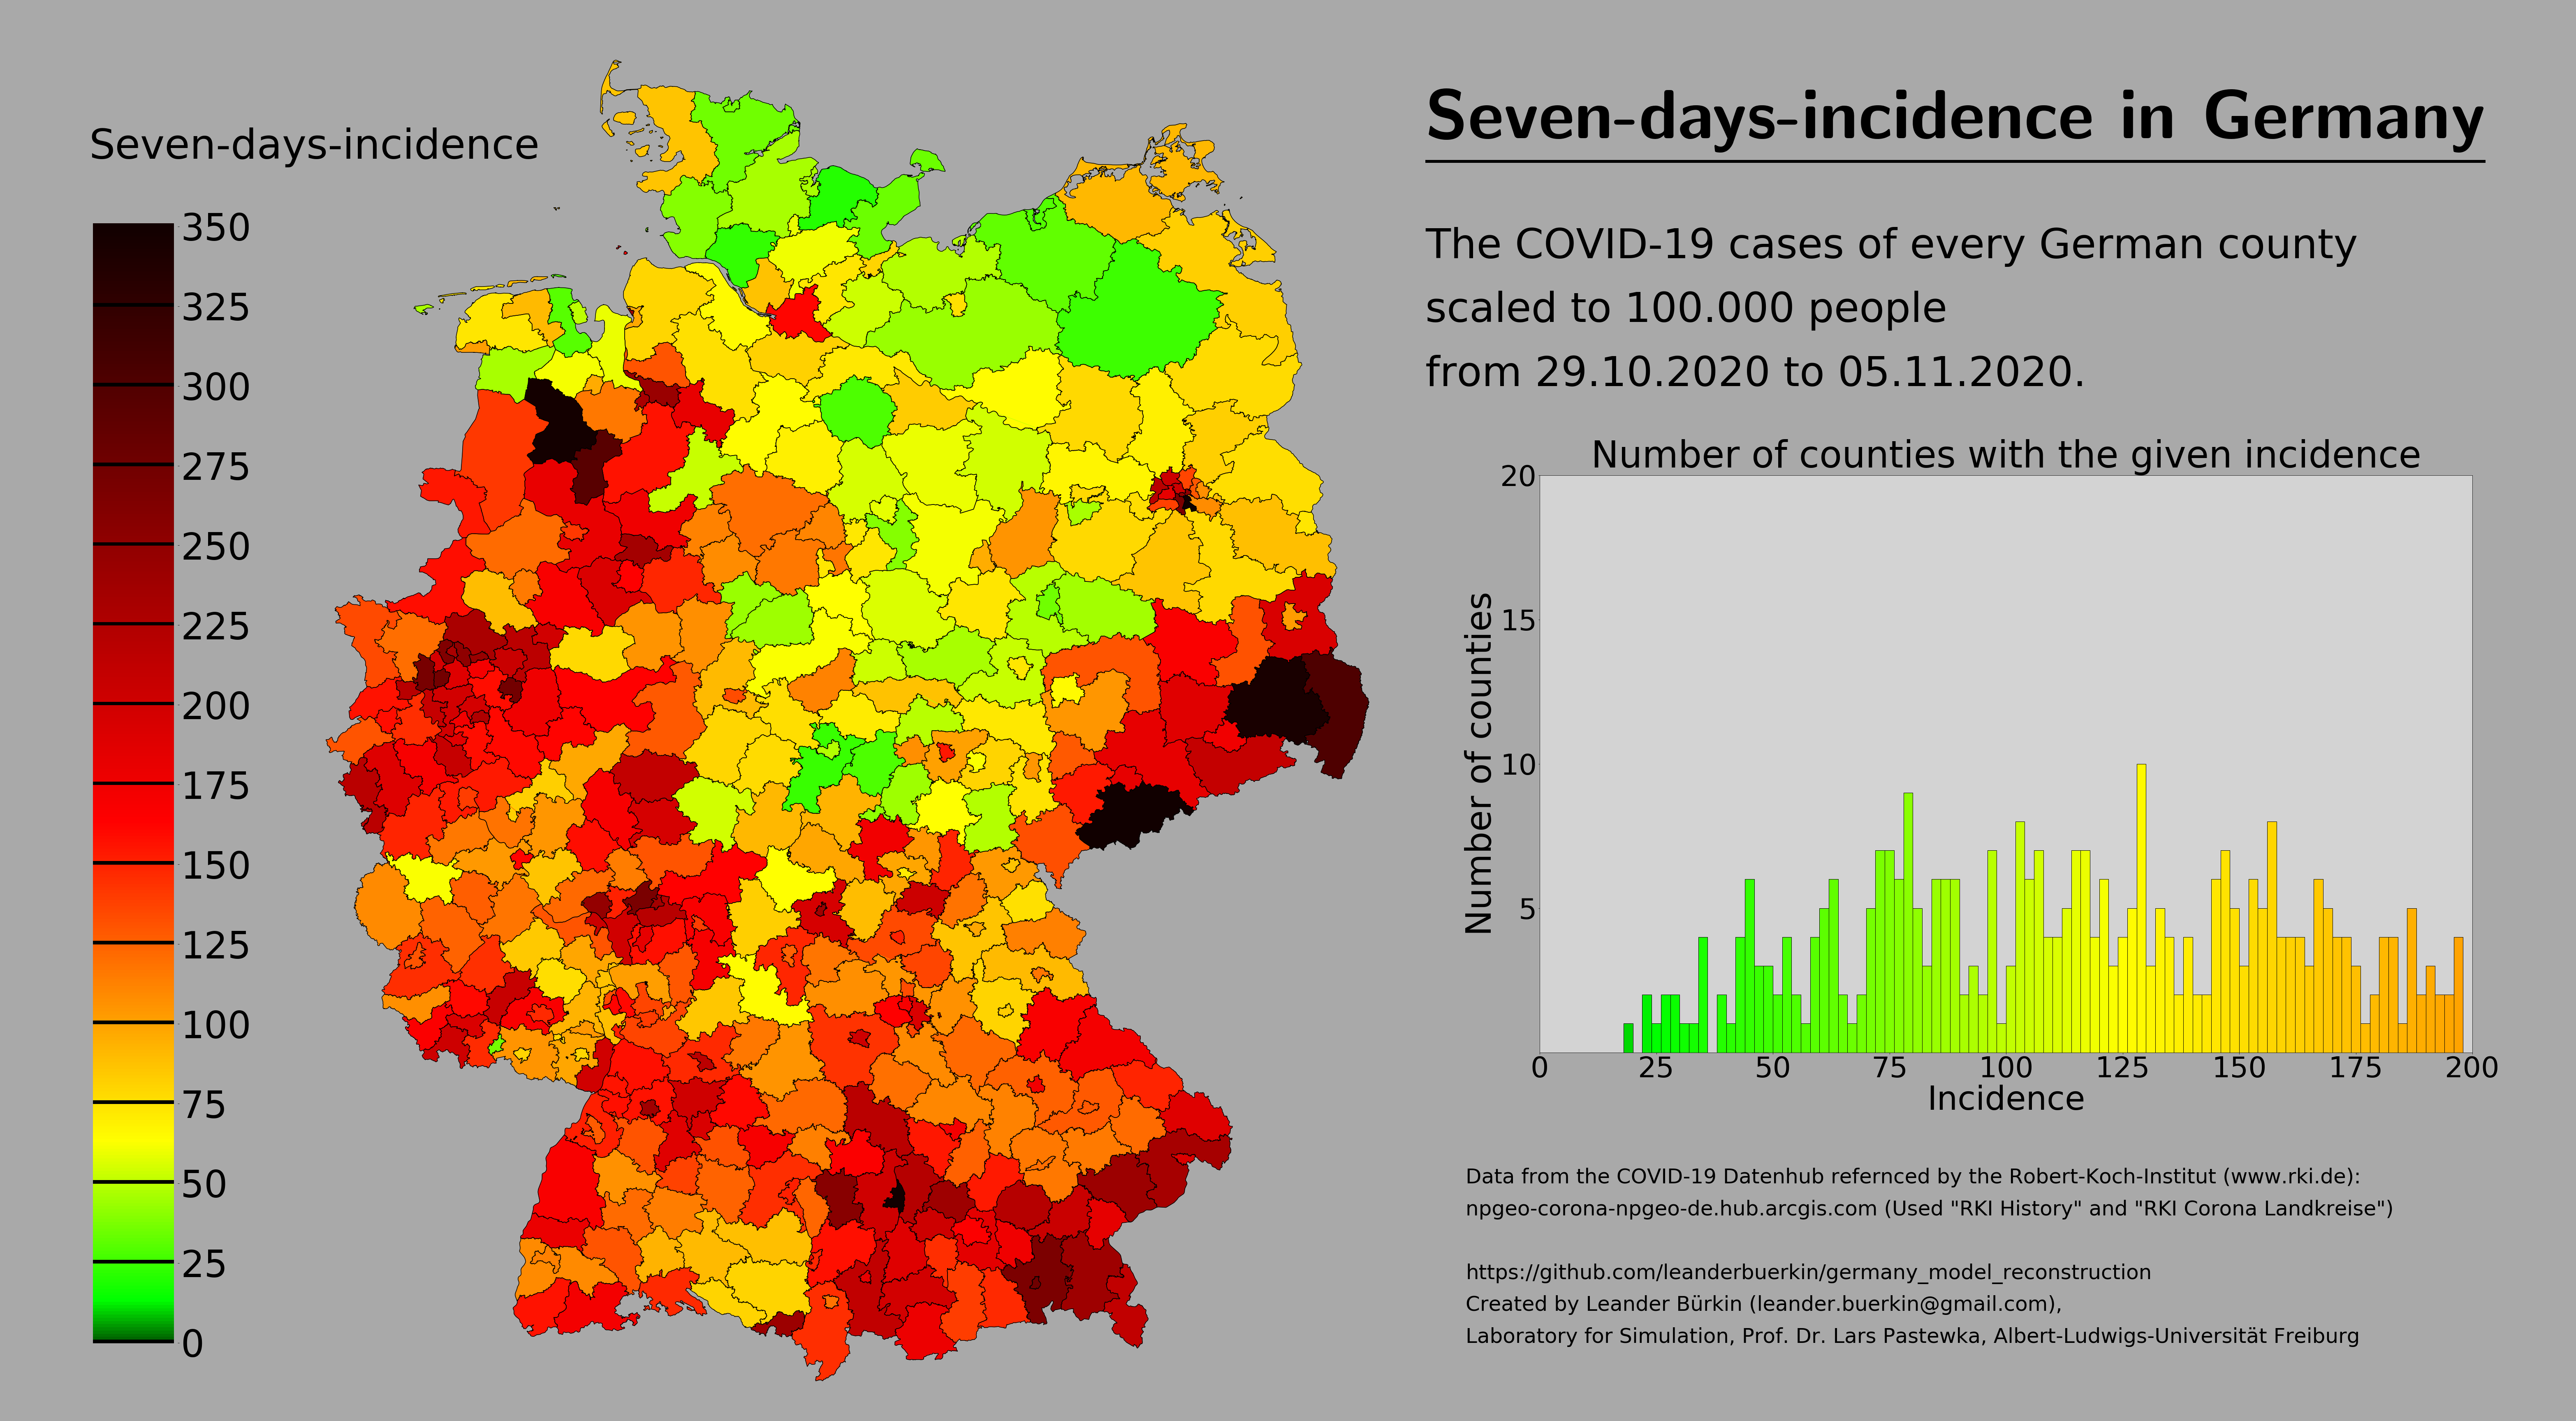 Seven-days-incidence in Germany
Seven-days-incidence
350
325
300
275
250
225
200
175
150
125
100
75
50
25
0
The COVID-19 cases of every German county
scaled to 100.000 people
from 29.10.2020 to 05.11.2020.
Number of counties with the given incidence
Number of counties
20
15
10
5
0 25 50 75 100 125 150 175 200
Incidence
Data from the COVID-19 Datenhub refernced by the Robert-Koch-Institut (www.rki.de):
npgeo-corona-npgeo-de.hub.arcgis.com (Used "RKI History" and "RKI Corona Landkreise")
https://github.com/leanderbuerkin/germany_model_reconstruction
Created by Leander Bürkin (leander.buerkin@gmail.com),
Laboratory for Simulation, Prof. Dr. Lars Pastewka, Albert-Ludwigs-Universität Freiburg